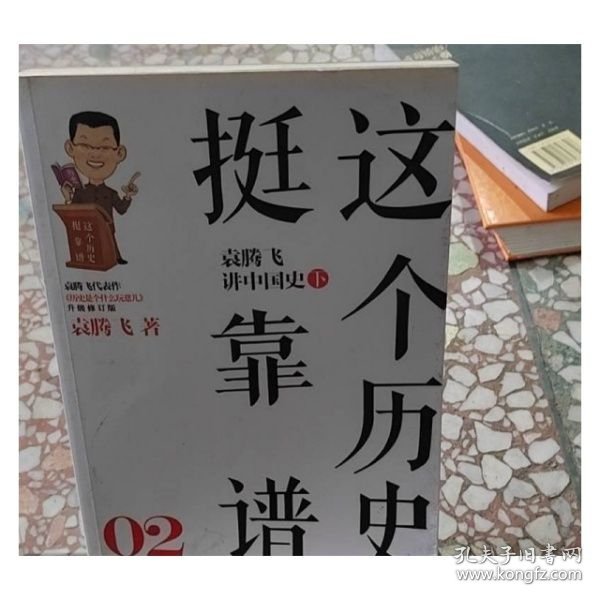 这个历史
挺靠谱
袁腾飞
讲中国史 下
这个历史
挺靠谱
袁腾飞代表作
《历史是个什么玩意儿》
升级修订版
袁腾飞 著
02
孔夫子旧书网
www.kongfz.com